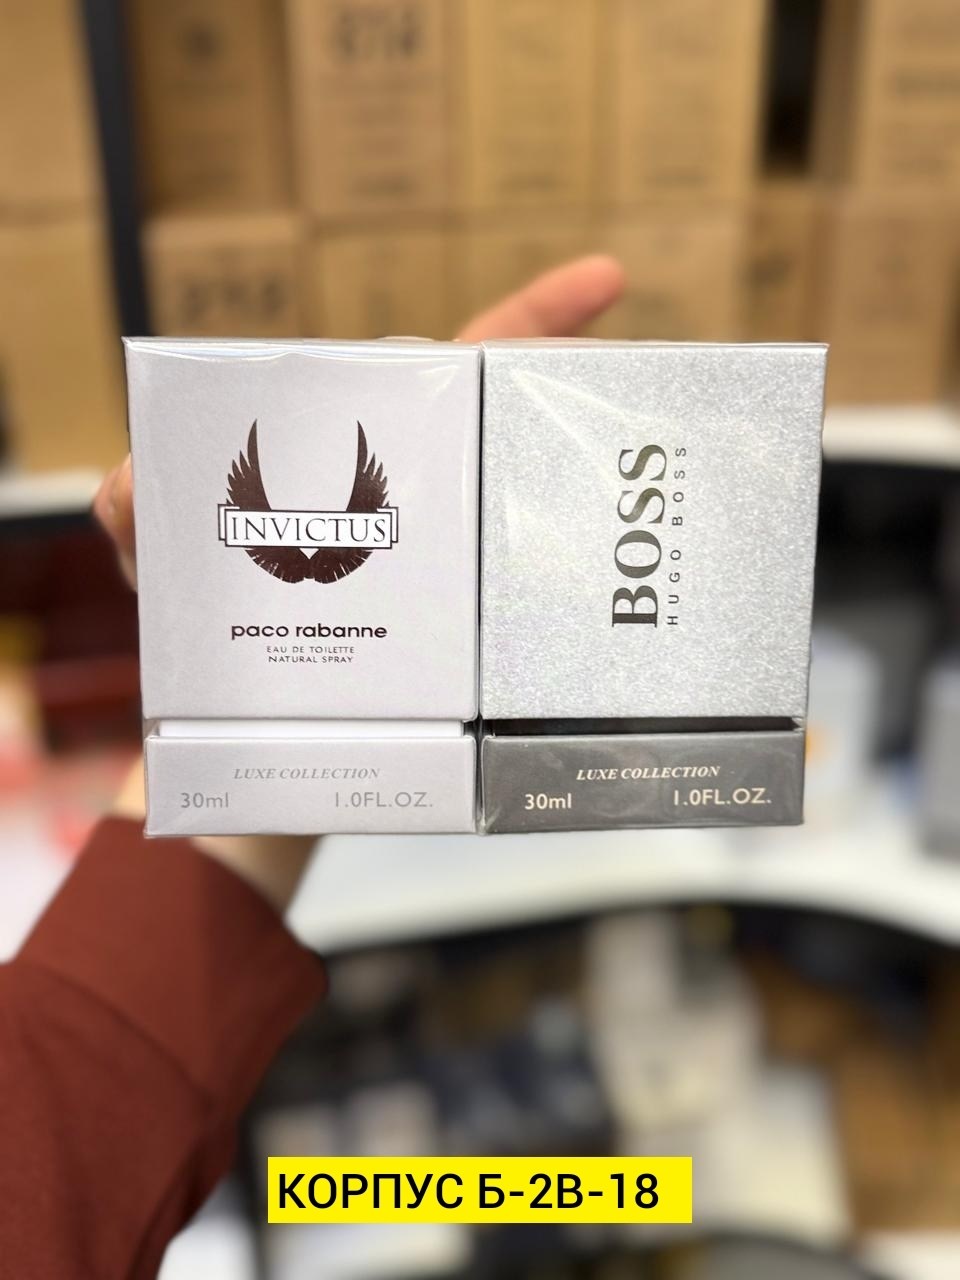 INVICTUS
paco rabanne
EAU DE TOILETTE
NATURAL SPRAY
LUXE COLLECTION
30ml 1.0FL.OZ.
BOSS
HUGO BOSS
LUXE COLLECTION
30ml 1.0FL.OZ.
КОРПУС Б-2В-18